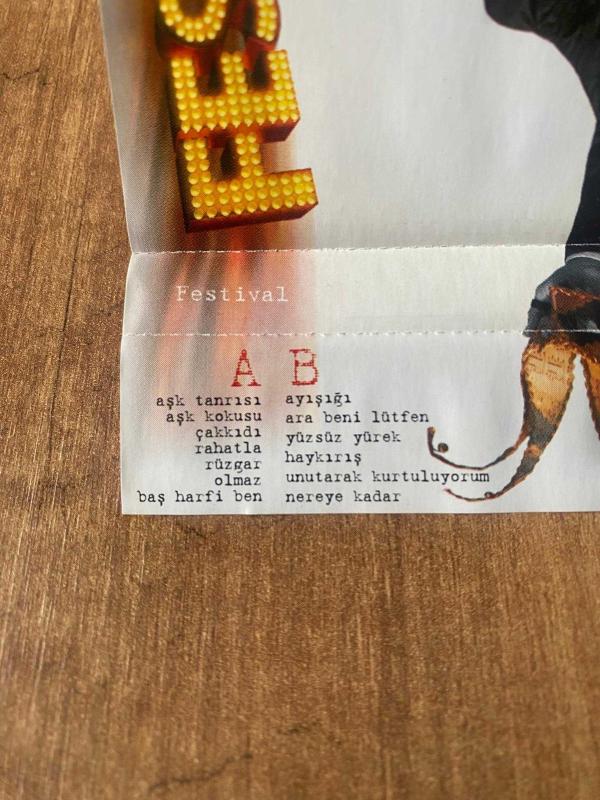 FES
Festival
A B
aşk tanrısı
aşk kokusu
çakkıdı
rahatla
rüzgar
olmaz
baş harfi ben
ayışığı
ara beni lütfen
yüzsüz yürek
haykırış
unutarak kurtuluyorum
nereye kadar